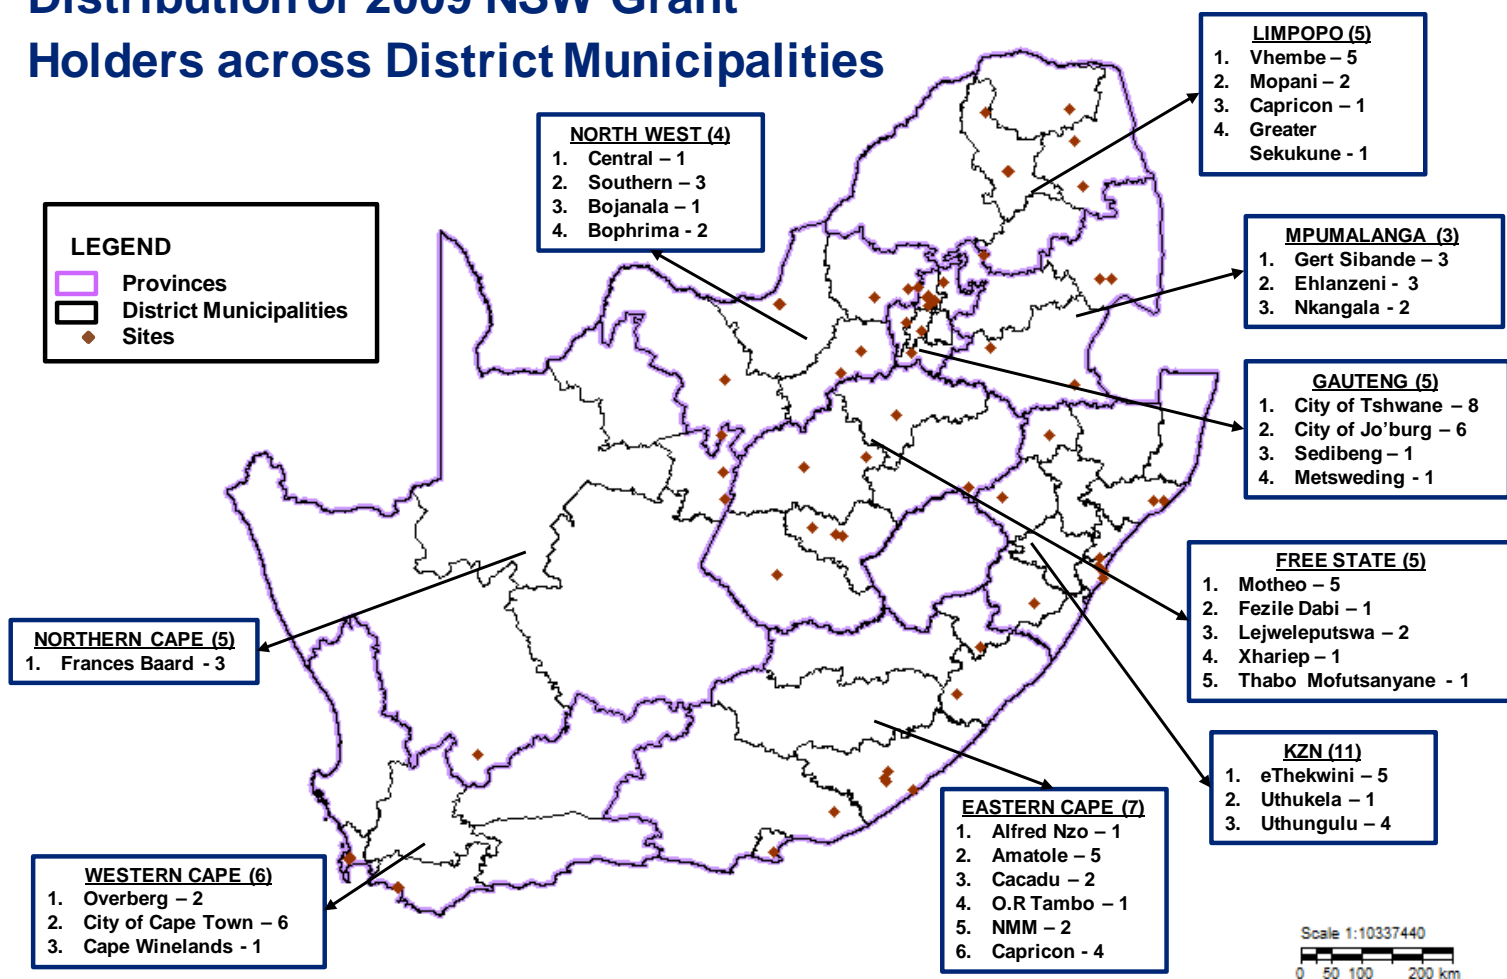 Distribution of 2009 NSW Grant
Holders across District Municipalities
LIMPOPO (5)
1. Vhembe – 5
2. Mopani – 2
3. Capricon – 1
4. Greater
Sekukune - 1
NORTH WEST (4)
1. Central – 1
2. Southern – 3
3. Bojanala – 1
4. Bophrima - 2
LEGEND
Provinces
District Municipalities
Sites
MPUMALANGA (3)
1. Gert Sibande – 3
2. Ehlanzeni - 3
3. Nkangala - 2
GAUTENG (5)
1. City of Tshwane – 8
2. City of Jo’burg – 6
3. Sedibeng – 1
4. Metsweding - 1
FREE STATE (5)
1. Motheo – 5
2. Fezile Dabi – 1
3. Lejweleputswa – 2
4. Xhariep – 1
5. Thabo Mofutsanyane - 1
NORTHERN CAPE (5)
1. Frances Baard - 3
KZN (11)
1. eThekwini – 5
2. Uthukela – 1
3. Uthungulu – 4
EASTERN CAPE (7)
1. Alfred Nzo – 1
2. Amatole – 5
3. Cacadu – 2
4. O.R Tambo – 1
5. NMM – 2
6. Capricon - 4
WESTERN CAPE (6)
1. Overberg – 2
2. City of Cape Town – 6
3. Cape Winelands - 1
Scale 1:10337440
0 50 100 200 km